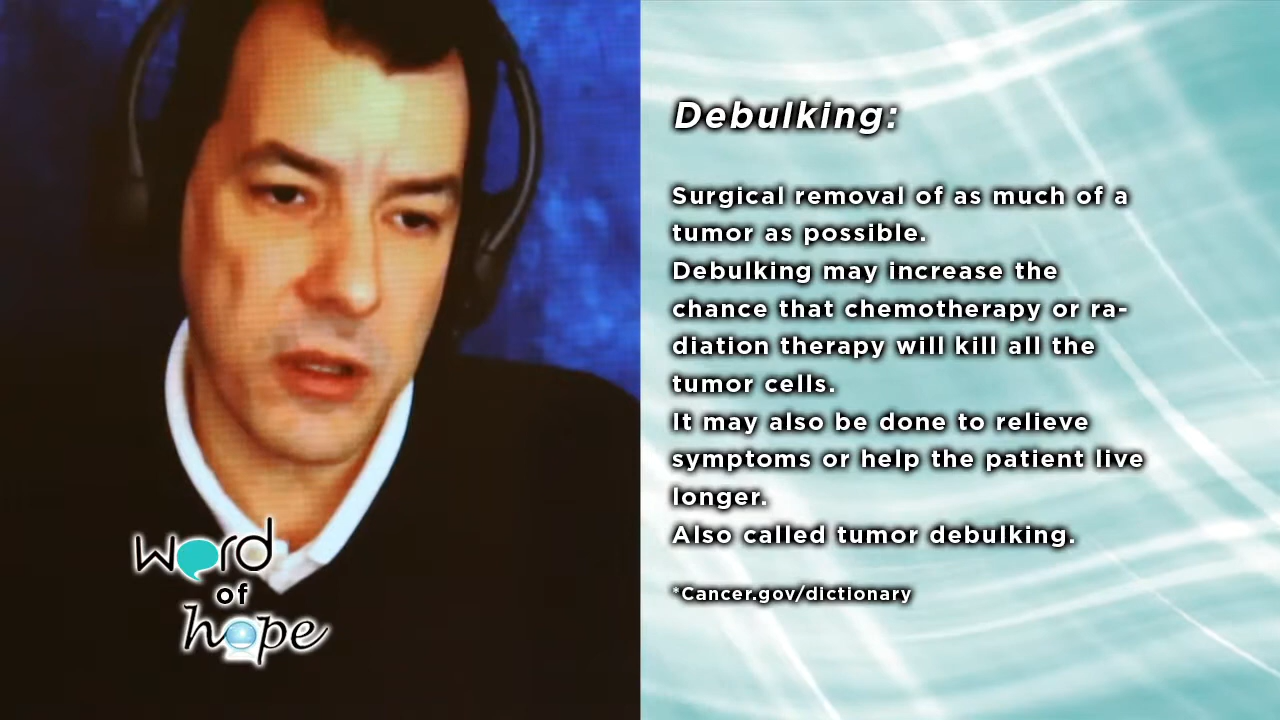 Debulking:
Surgical removal of as much of a
tumor as possible.
Debulking may increase the
chance that chemotherapy or ra-
diation therapy will kill all the
tumor cells.
It may also be done to relieve
symptoms or help the patient live
longer.
Also called tumor debulking.
*Cancer.gov/dictionary
word
of
hope